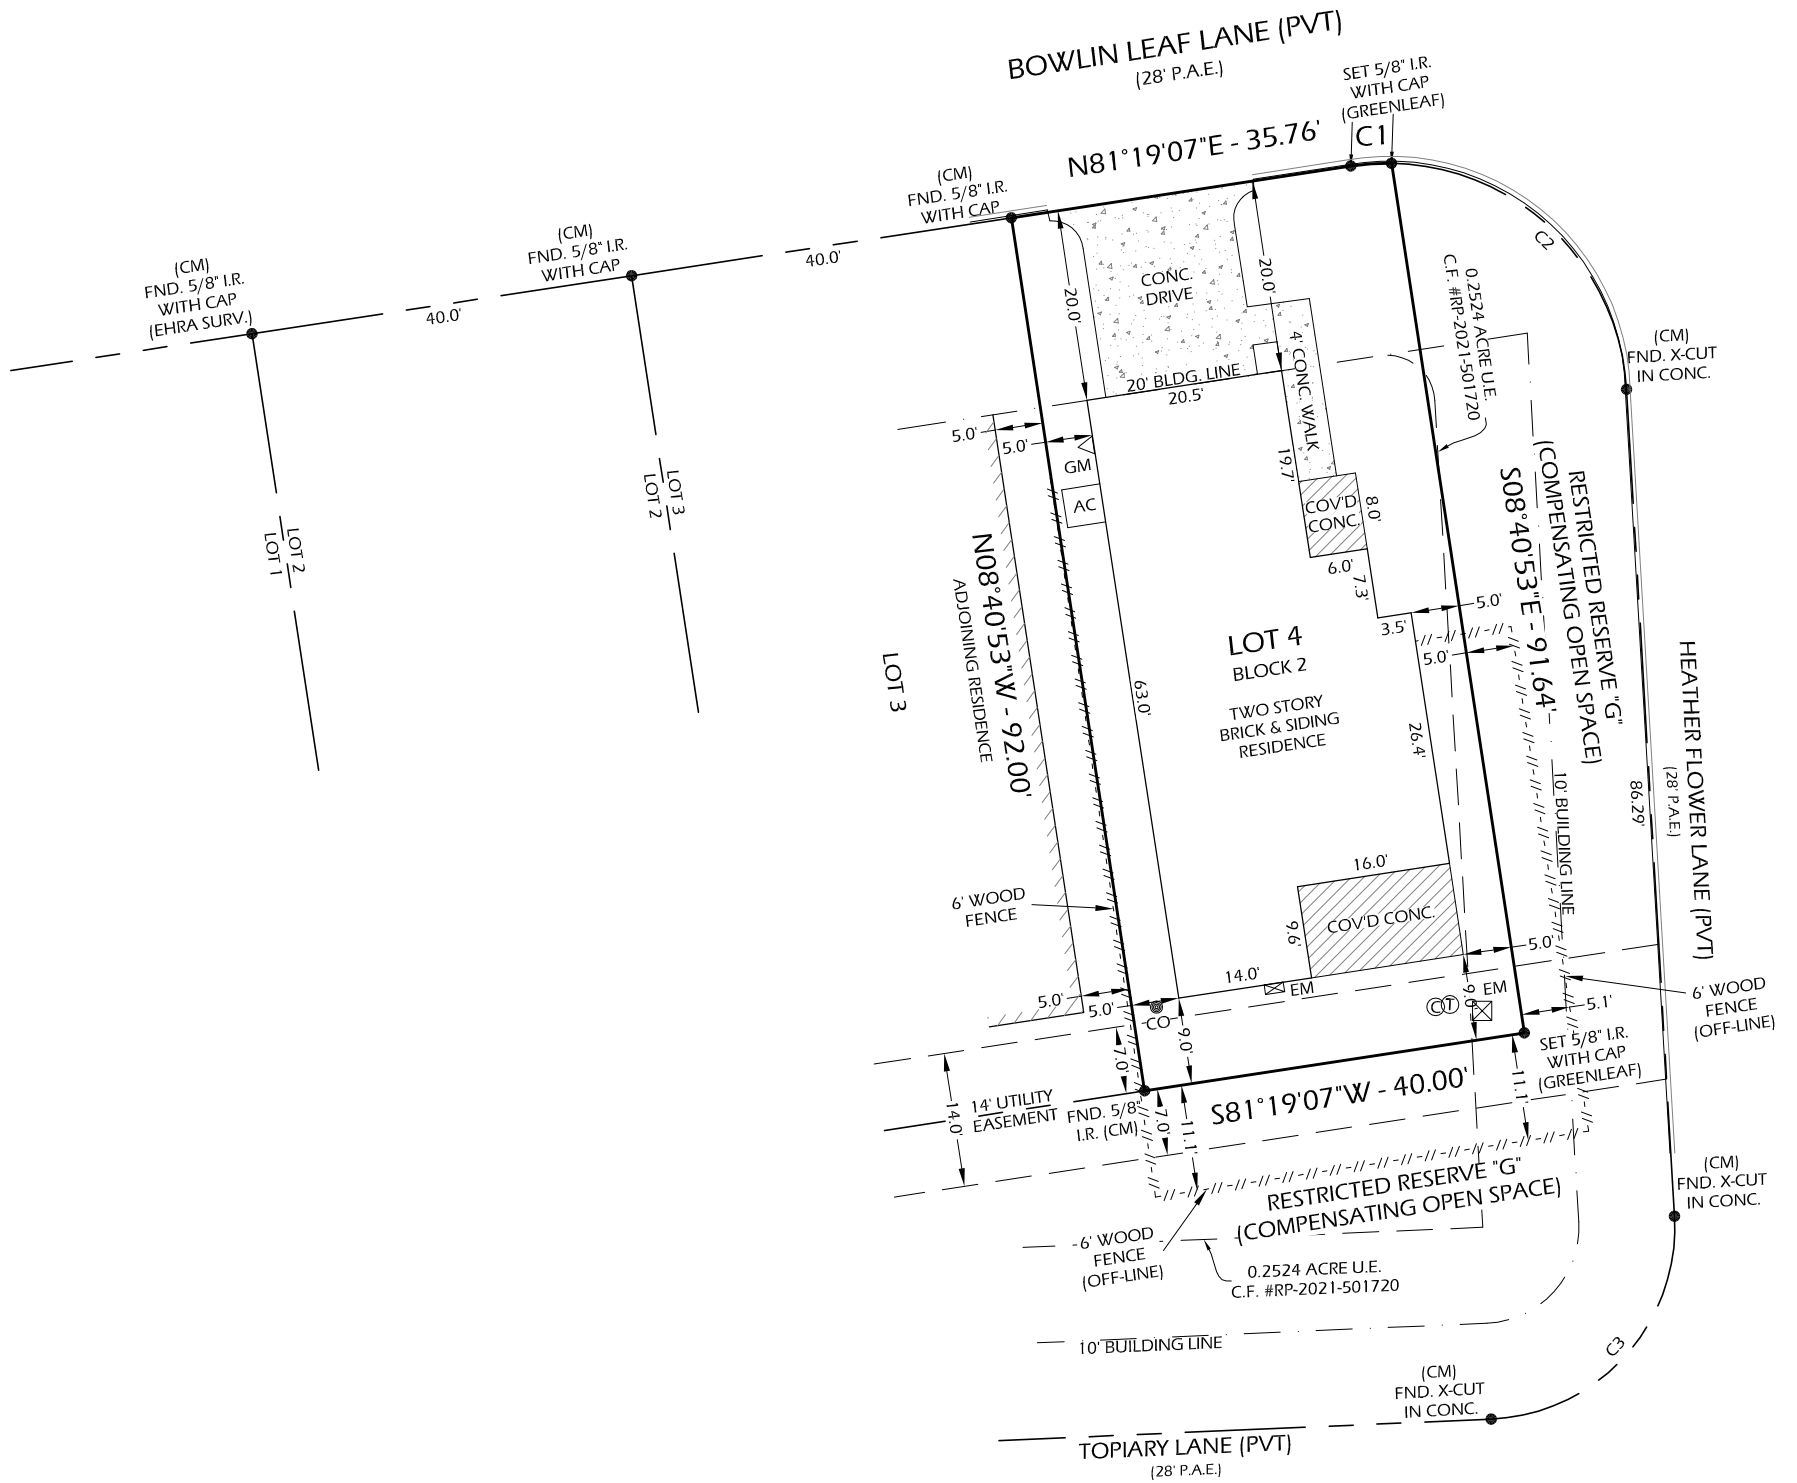 BOWLIN LEAF LANE (PVT)
(28' P.A.E.)
SET 5/8" I.R.
WITH CAP
(GREENLEAF)
C1
N81°19'07"E - 35.76'
(CM)
FND. 5/8" I.R.
WITH CAP
(CM)
FND. 5/8" I.R.
WITH CAP
(CM)
FND. 5/8" I.R.
WITH CAP
(EHRA SURV.)
40.0'
40.0'
C2
CONC.
DRIVE
20.0'
20.0'
0.2524 ACRE U.E.
C.F. #RP-2021-501720
(CM)
FND. X-CUT
IN CONC.
4' CONC. WALK
20' BLDG. LINE
20.5'
5.0'
5.0'
GM
AC
19.7'
COV'D
CONC.
8.0'
6.0'
7.3'
3.5'
5.0'
5.0'
LOT 3
LOT 2
LOT 2
LOT 1
N08°40'53"W - 92.00'
ADJOINING RESIDENCE
LOT 3
LOT 4
BLOCK 2
TWO STORY
BRICK & SIDING
RESIDENCE
63.0'
26.4'
S08°40'53"E - 91.64'
RESTRICTED RESERVE "G"
(COMPENSATING OPEN SPACE)
10' BUILDING LINE
86.29'
HEATHER FLOWER LANE (PVT)
(28' P.A.E.)
16.0'
COV'D CONC.
9.6'
14.0'
6' WOOD
FENCE
5.0'
EM
EM
C
T
9.0'
5.1'
6' WOOD
FENCE
(OFF-LINE)
5.0'
5.0'
CO
9.0'
7.0'
SET 5/8" I.R.
WITH CAP
(GREENLEAF)
11.1'
14.0'
14' UTILITY
EASEMENT
FND. 5/8"
I.R. (CM)
7.0'
11.1'
S81°19'07"W - 40.00'
RESTRICTED RESERVE "G"
(COMPENSATING OPEN SPACE)
(CM)
FND. X-CUT
IN CONC.
6' WOOD
FENCE
(OFF-LINE)
0.2524 ACRE U.E.
C.F. #RP-2021-501720
10' BUILDING LINE
C3
(CM)
FND. X-CUT
IN CONC.
TOPIARY LANE (PVT)
(28' P.A.E.)